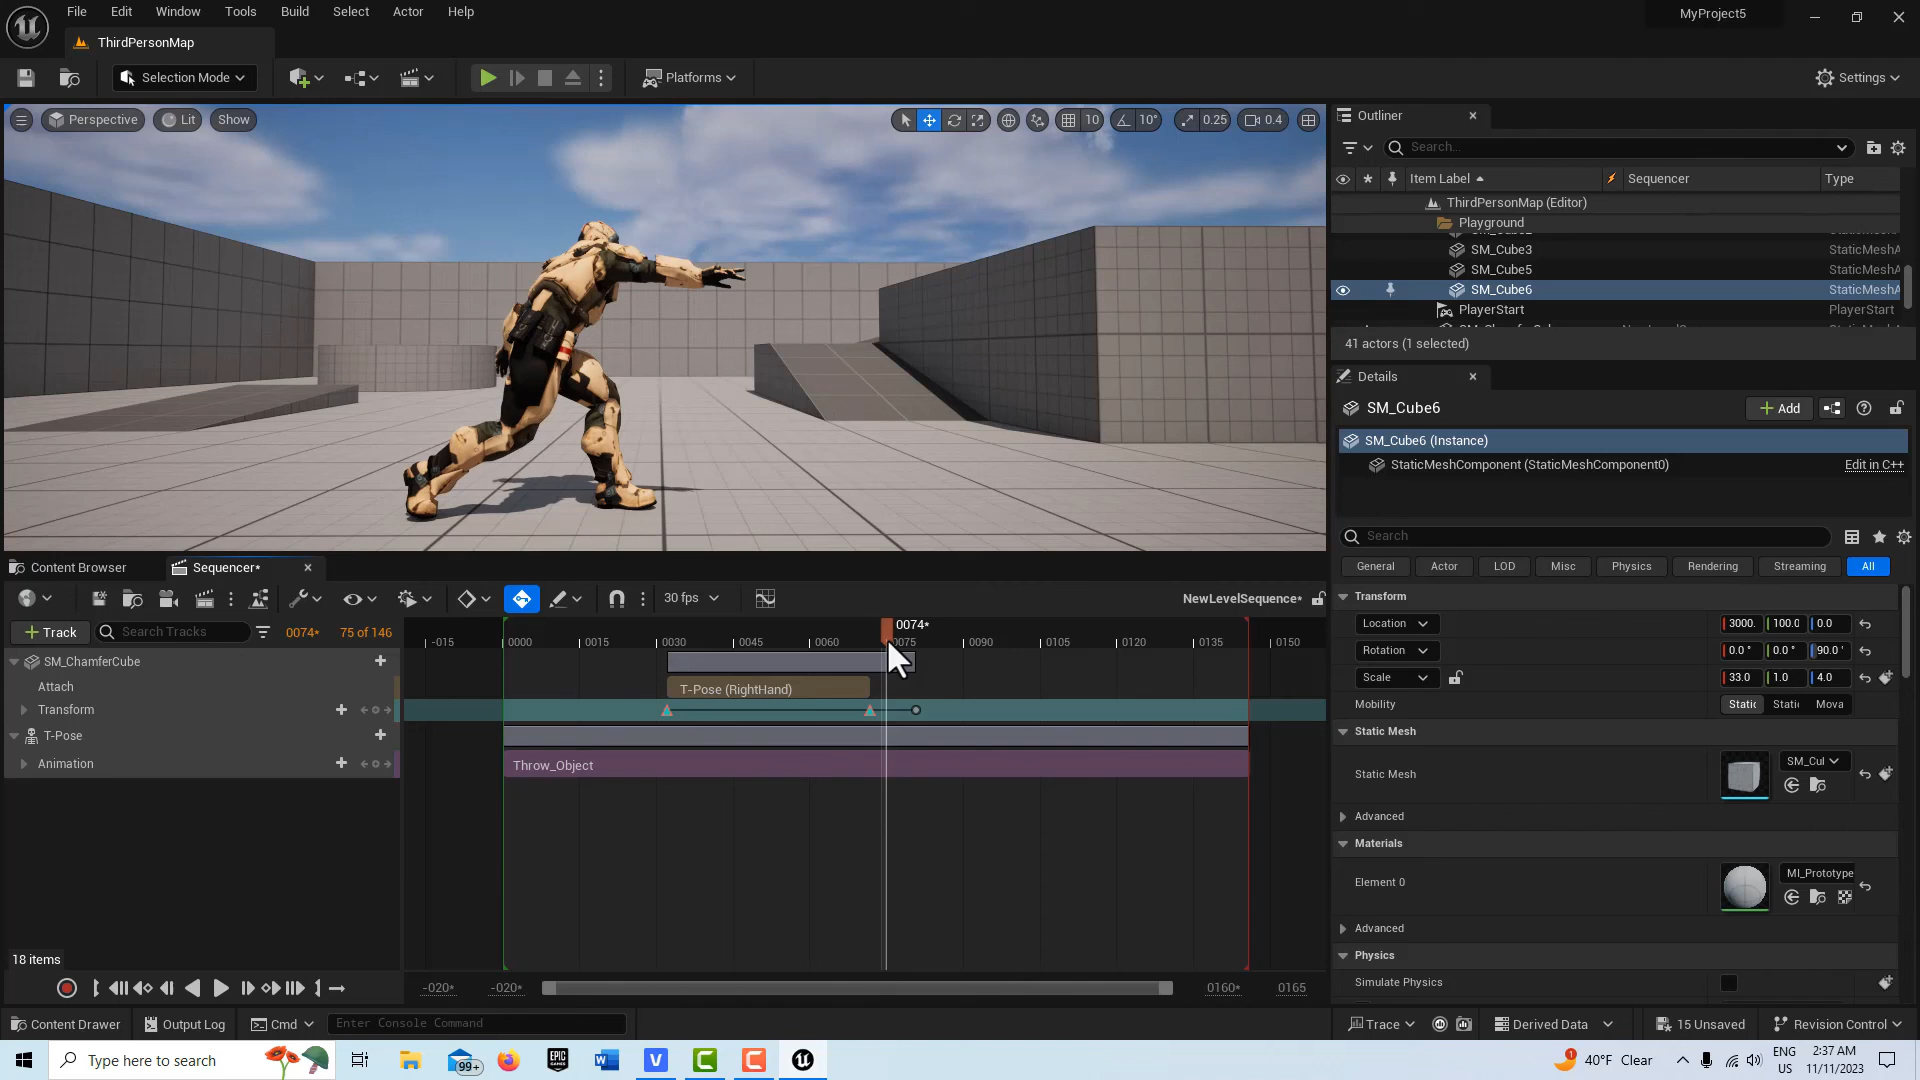 File Edit Window Tools Build Select Actor Help
MyProject5
ThirdPersonMap
Selection Mode
Platforms
Settings
Perspective Lit Show
10 10° 0.25 0.4
Outliner
Search...
Item Label Sequencer Type
ThirdPersonMap (Editor)
Playground
SM_Cube3 StaticMeshA
SM_Cube5 StaticMeshA
SM_Cube6 StaticMeshA
PlayerStart PlayerStart
41 actors (1 selected)
Details
SM_Cube6
Add
SM_Cube6 (Instance)
StaticMeshComponent (StaticMeshComponent0) Edit in C++
Search
General Actor LOD Misc Physics Rendering Streaming All
Transform
Location 3000. 100.0 0.0
Rotation 0.0 ° 0.0 ° 90.0 °
Scale 33.0 1.0 4.0
Mobility Static Static Mova
Static Mesh
Static Mesh SM_Cul
Advanced
Materials
Element 0 MI_Prototype
Advanced
Physics
Simulate Physics
Content Browser Sequencer*
30 fps NewLevelSequence*
Track Search Tracks 0074* 75 of 146
0074*
-015 0000 0015 0030 0045 0060 0075 0090 0105 0120 0135 0150
SM_ChamferCube
Attach T-Pose (RightHand)
Transform
T-Pose
Animation Throw_Object
18 items
-020* -020* 0160* 0165
Content Drawer Output Log Cmd Enter Console Command Trace Derived Data 15 Unsaved Revision Control
Type here to search 99+ EPIC GAMES W V C C 1 40°F Clear ENG US 2:37 AM 11/11/2023